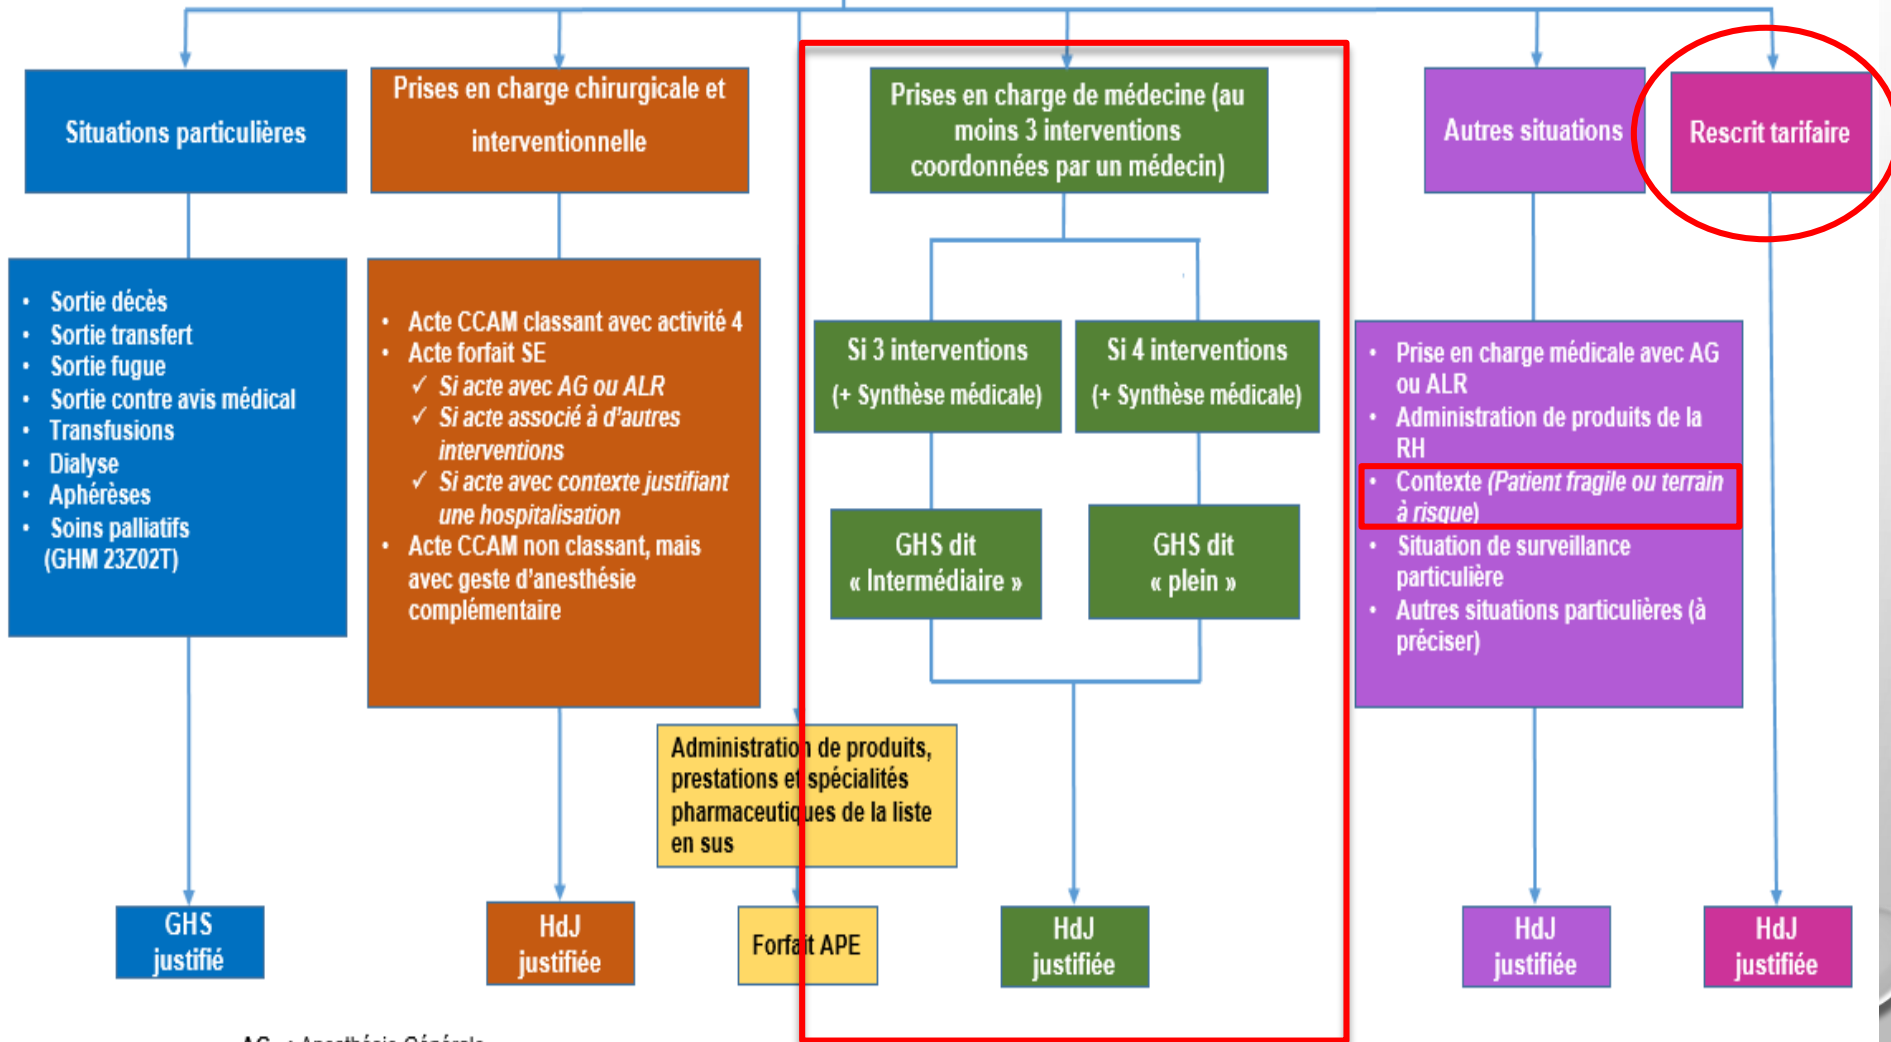 Situations particulières
Prises en charge chirurgicale et
interventionnelle
Prises en charge de médecine (au
moins 3 interventions
coordonnées par un médecin)
Autres situations
Rescrit tarifaire
• Sortie décès
• Sortie transfert
• Sortie fugue
• Sortie contre avis médical
• Transfusions
• Dialyse
• Aphérèses
• Soins palliatifs
(GHM 23Z02T)
• Acte CCAM classant avec activité 4
• Acte forfait SE
✓ Si acte avec AG ou ALR
✓ Si acte associé à d'autres
interventions
✓ Si acte avec contexte justifiant
une hospitalisation
• Acte CCAM non classant, mais
avec geste d'anesthésie
complémentaire
Si 3 interventions
(+ Synthèse médicale)
Si 4 interventions
(+ Synthèse médicale)
GHS dit
« Intermédiaire »
GHS dit
« plein »
• Prise en charge médicale avec AG
ou ALR
• Administration de produits de la
RH
• Contexte (Patient fragile ou terrain
à risque)
• Situation de surveillance
particulière
• Autres situations particulières (à
préciser)
Administration de produits,
prestations et spécialités
pharmaceutiques de la liste
en sus
GHS
justifié
HdJ
justifiée
Forfait APE
HdJ
justifiée
HdJ
justifiée
HdJ
justifiée
AG : Anesthésie Générale